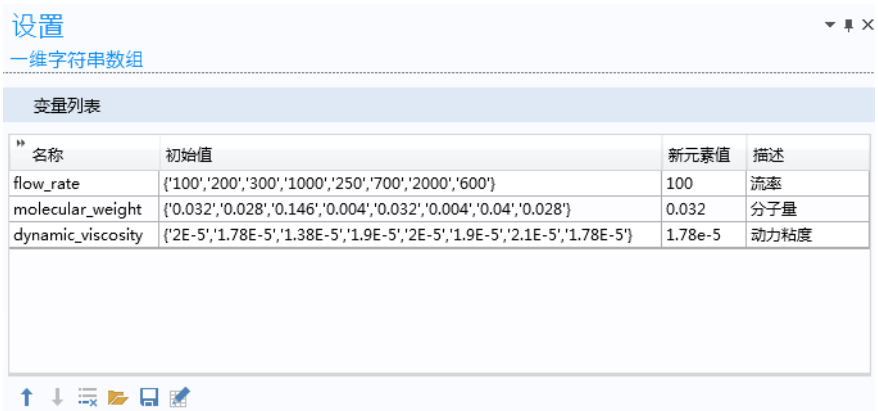 设置
一维字符串数组
变量列表
名称 初始值 新元素值 描述
flow_rate {'100','200','300','1000','250','700','2000','600'} 100 流率
molecular_weight {'0.032','0.028','0.146','0.004','0.032','0.004','0.04','0.028'} 0.032 分子量
dynamic_viscosity {'2E-5','1.78E-5','1.38E-5','1.9E-5','2E-5','1.9E-5','2.1E-5','1.78E-5'} 1.78e-5 动力粘度